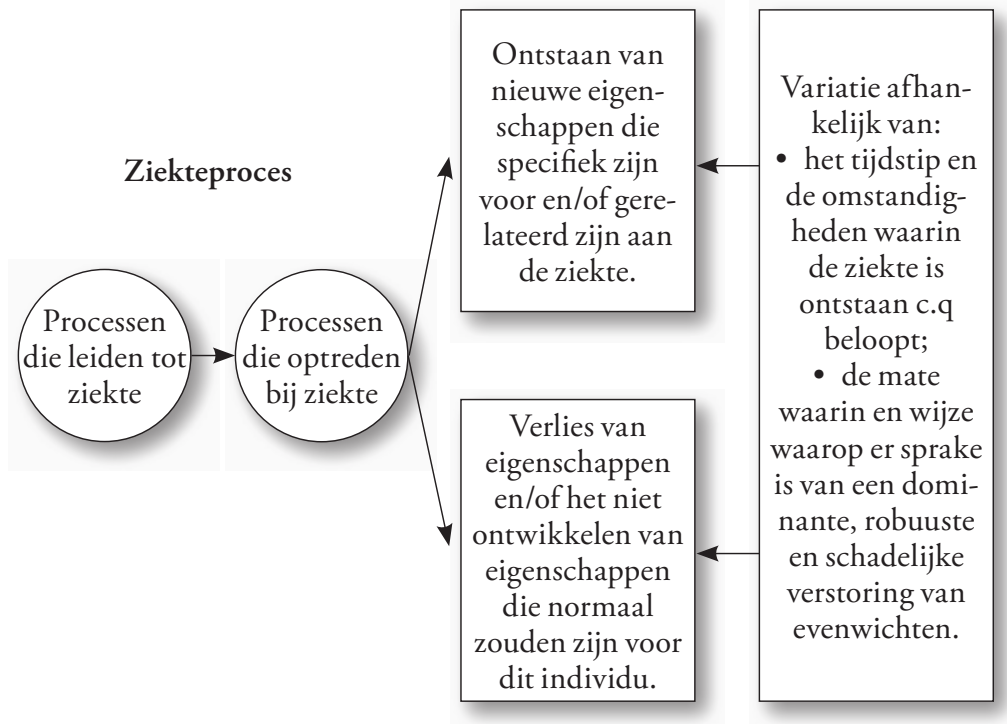 Ziekteproces
Processen
die leiden tot
ziekte
Processen
die optreden
bij ziekte
Ontstaan van
nieuwe eigen-
schappen die
specifiek zijn
voor en/of gere-
lateerd zijn aan
de ziekte.
Verlies van
eigenschappen
en/of het niet
ontwikkelen van
eigenschappen
die normaal
zouden zijn voor
dit individu.
Variatie afhan-
kelijk van:
• het tijdstip en
de omstandig-
heden waarin
de ziekte is
ontstaan c.q
beloopt;
• de mate
waarin en wijze
waarop er sprake
is van een domi-
nante, robuuste
en schadelijke
verstoring van
evenwichten.